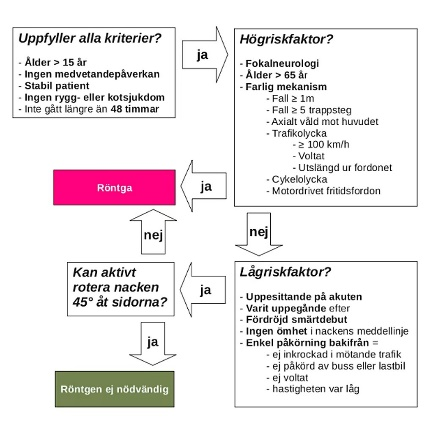 Uppfyller alla kriterier?
- Ålder > 15 år
- Ingen medvetandepåverkan
- Stabil patient
- Ingen rygg- eller kotsjukdom
- Inte gått längre än 48 timmar
ja
Högriskfaktor?
- Fokalneurologi
- Ålder > 65 år
- Farlig mekanism
- Fall ≥ 1m
- Fall ≥ 5 trappsteg
- Axialt våld mot huvudet
- Trafikolycka
- ≥ 100 km/h
- Voltat
- Utslängd ur fordonet
- Cykelolycka
- Motordrivet fritidsfordon
ja
Röntga
nej
nej
Kan aktivt
rotera nacken
45° åt sidorna?
ja
Lågriskfaktor?
- Uppesittande på akuten
- Varit uppegående efter
- Fördröjd smärtdebut
- Ingen ömhet i nackens meddellinje
- Enkel påkörning bakifrån =
- ej inkrockad i mötande trafik
- ej påkörd av buss eller lastbil
- ej voltat
- hastigheten var låg
ja
Röntgen ej nödvändig